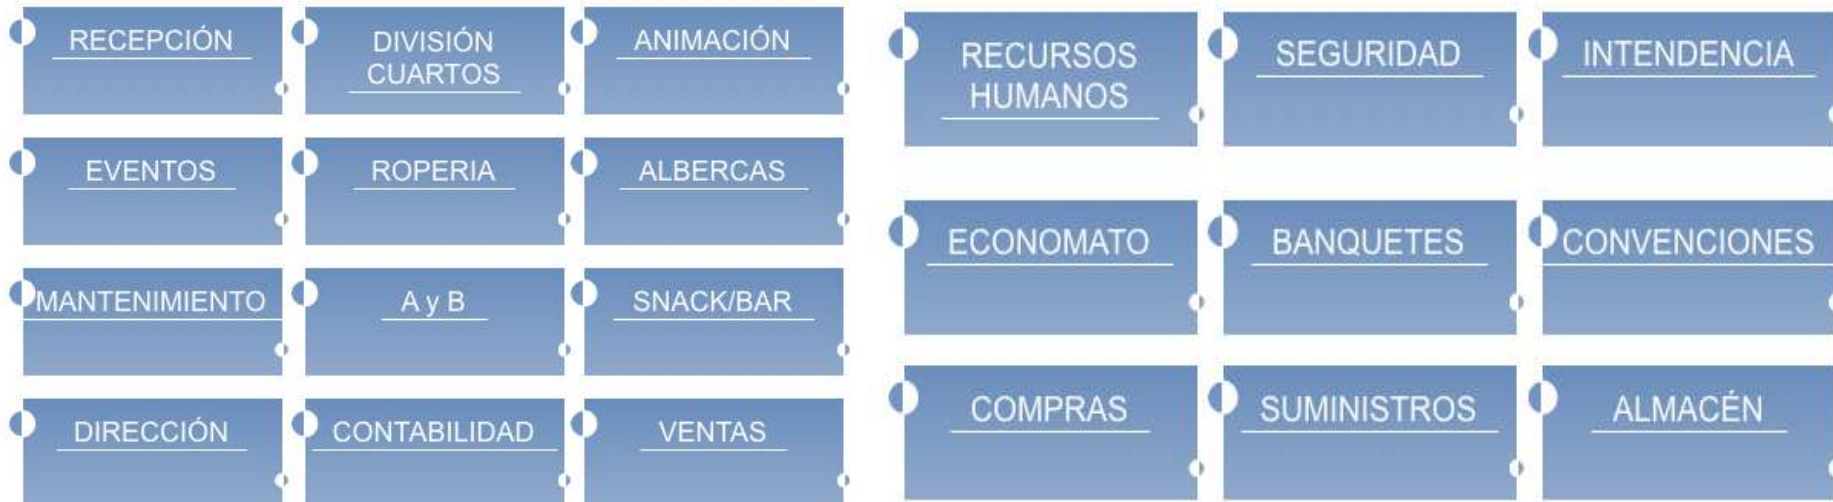 RECEPCIÓN
DIVISIÓN
CUARTOS
ANIMACIÓN
EVENTOS
ROPERIA
ALBERCAS
MANTENIMIENTO
A y B
SNACK/BAR
DIRECCIÓN
CONTABILIDAD
VENTAS
RECURSOS
HUMANOS
SEGURIDAD
INTENDENCIA
ECONOMATO
BANQUETES
CONVENCIONES
COMPRAS
SUMINISTROS
ALMACÉN